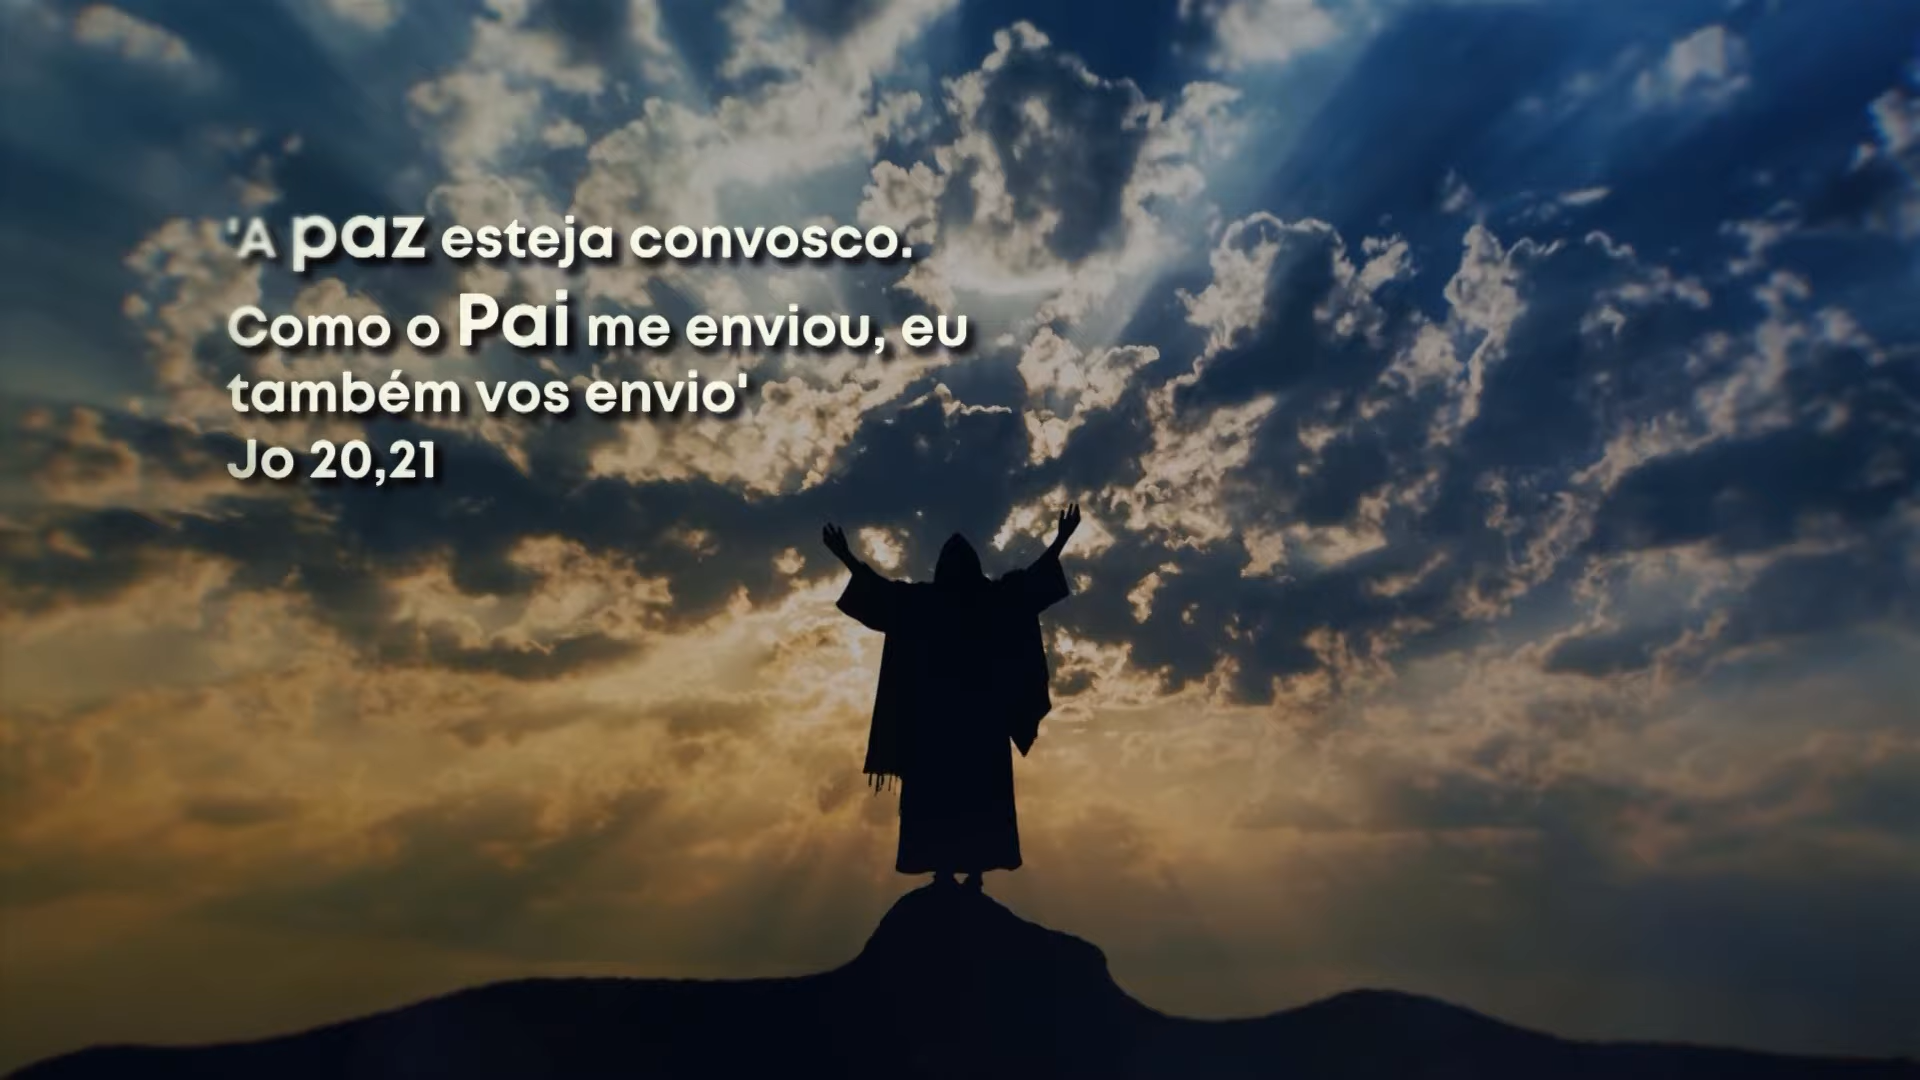 'A paz esteja convosco.
Como o Pai me enviou, eu
também vos envio'
Jo 20,21